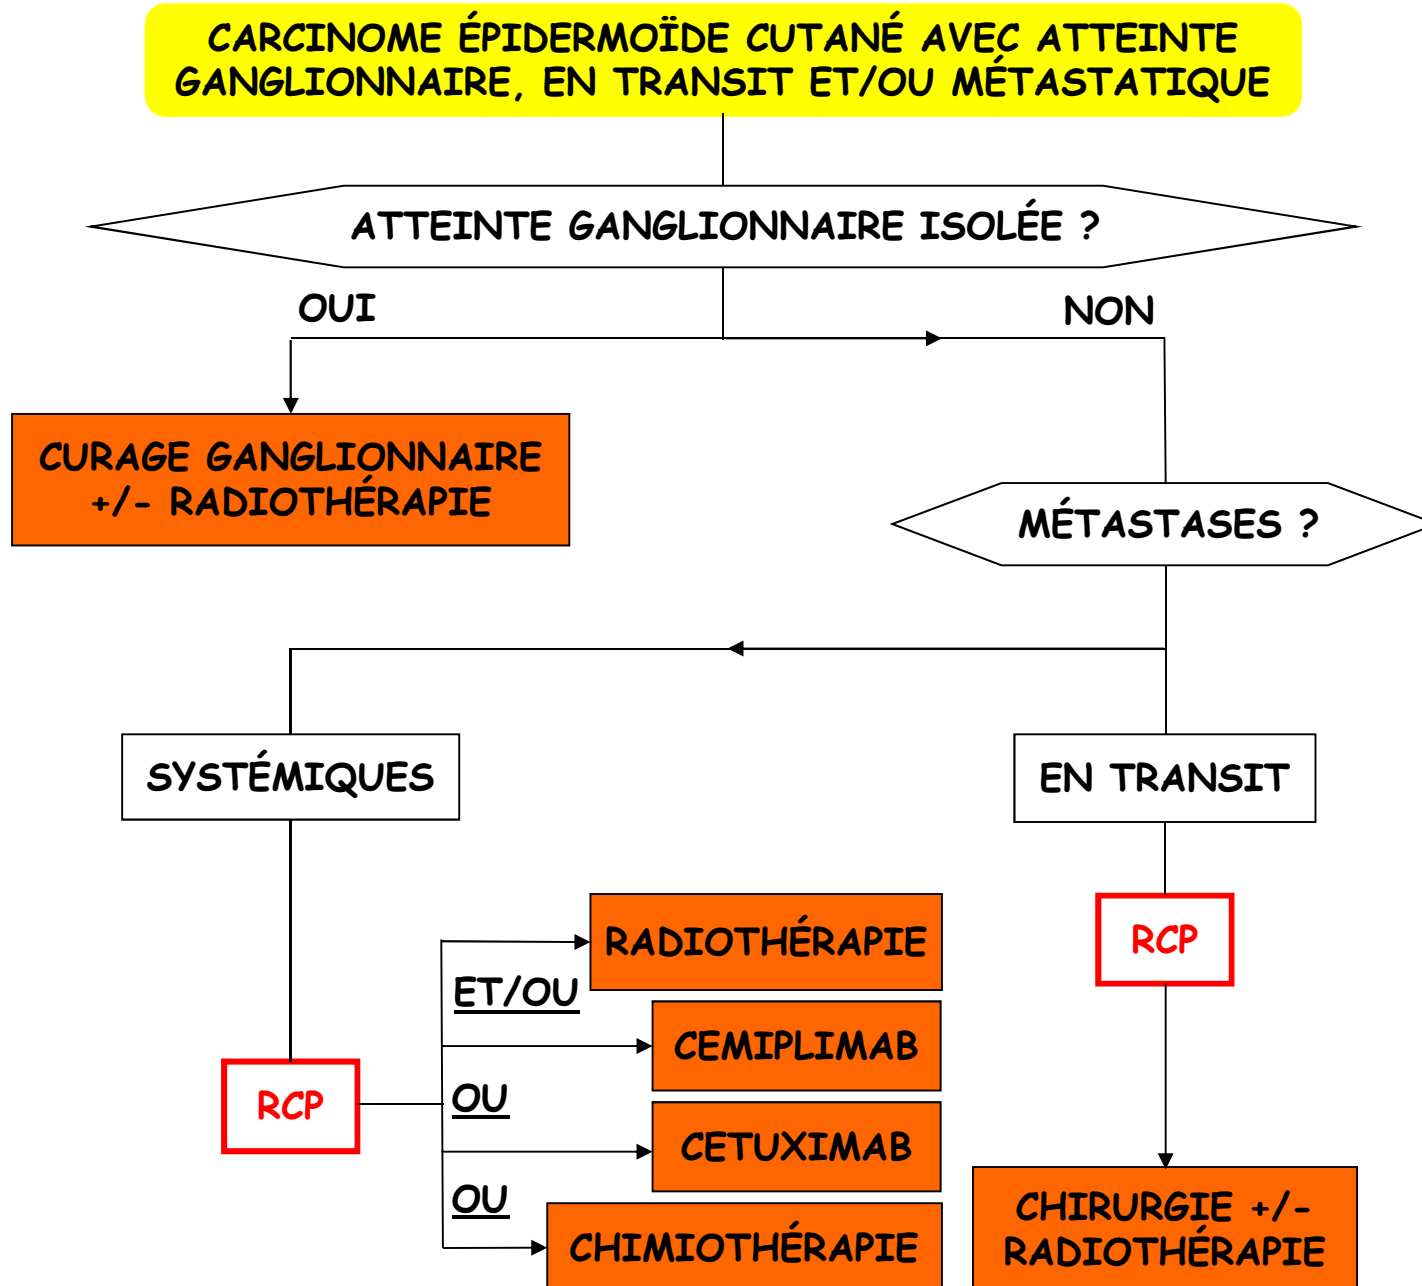 CARCINOME ÉPIDERMOÏDE CUTANÉ AVEC ATTEINTE
GANGLIONNAIRE, EN TRANSIT ET/OU MÉTASTATIQUE
ATTEINTE GANGLIONNAIRE ISOLÉE ?
OUI
NON
CURAGE GANGLIONNAIRE
+/- RADIOTHÉRAPIE
MÉTASTASES ?
SYSTÉMIQUES
EN TRANSIT
RCP
RADIOTHÉRAPIE
ET/OU
CEMIPLIMAB
OU
CETUXIMAB
OU
CHIMIOTHÉRAPIE
RCP
CHIRURGIE +/-
RADIOTHÉRAPIE